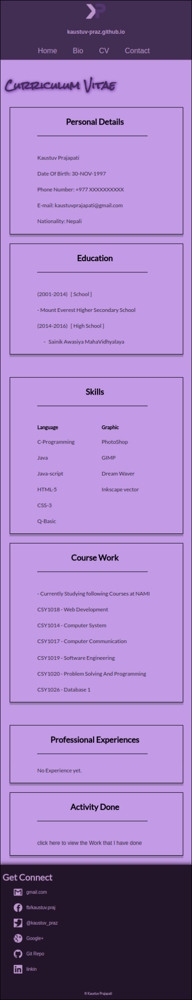 KP
kaustuv-praz.github.io
Home Bio CV Contact
Curriculum Vitae
Personal Details
Kaustuv Prajapati
Date Of Birth: 30-NOV-1997
Phone Number: +977 XXXXXXXXXX
E-mail: kaustuvprajapati@gmail.com
Nationality: Nepali
Education
(2001-2014) [ School ]
- Mount Everest Higher Secondary School
(2014-2016) [ High School ]
- Sainik Awasiya MahaVidhyalaya
Skills
Language Graphic
C-Programming PhotoShop
Java GIMP
Java-script Dream Waver
HTML-5 Inkscape vector
CSS-3
Q-Basic
Course Work
- Currently Studying following Courses at NAMI
CSY1018 - Web Development
CSY1014 - Computer System
CSY1017 - Computer Communication
CSY1019 - Software Engineering
CSY1020 - Problem Solving And Programming
CSY1026 - Database 1
Professional Experiences
No Experience yet.
Activity Done
click here to view the Work that I have done
Get Connect
gmail.com
fb/kaustuv.praj
@kaustuv_praz
Google+
Git Repo
linkin
© Kaustuv Prajapati